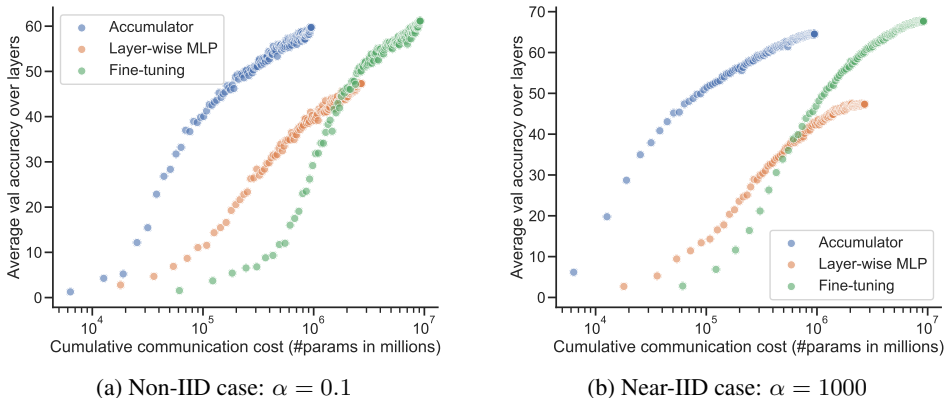 Average val accuracy over layers
60
50
40
30
20
10
0
Accumulator
Layer-wise MLP
Fine-tuning
10^4
10^5
10^6
10^7
Cumulative communication cost (#params in millions)
(a) Non-IID case: α = 0.1
Average val accuracy over layers
70
60
50
40
30
20
10
0
Accumulator
Layer-wise MLP
Fine-tuning
10^4
10^5
10^6
10^7
Cumulative communication cost (#params in millions)
(b) Near-IID case: α = 1000